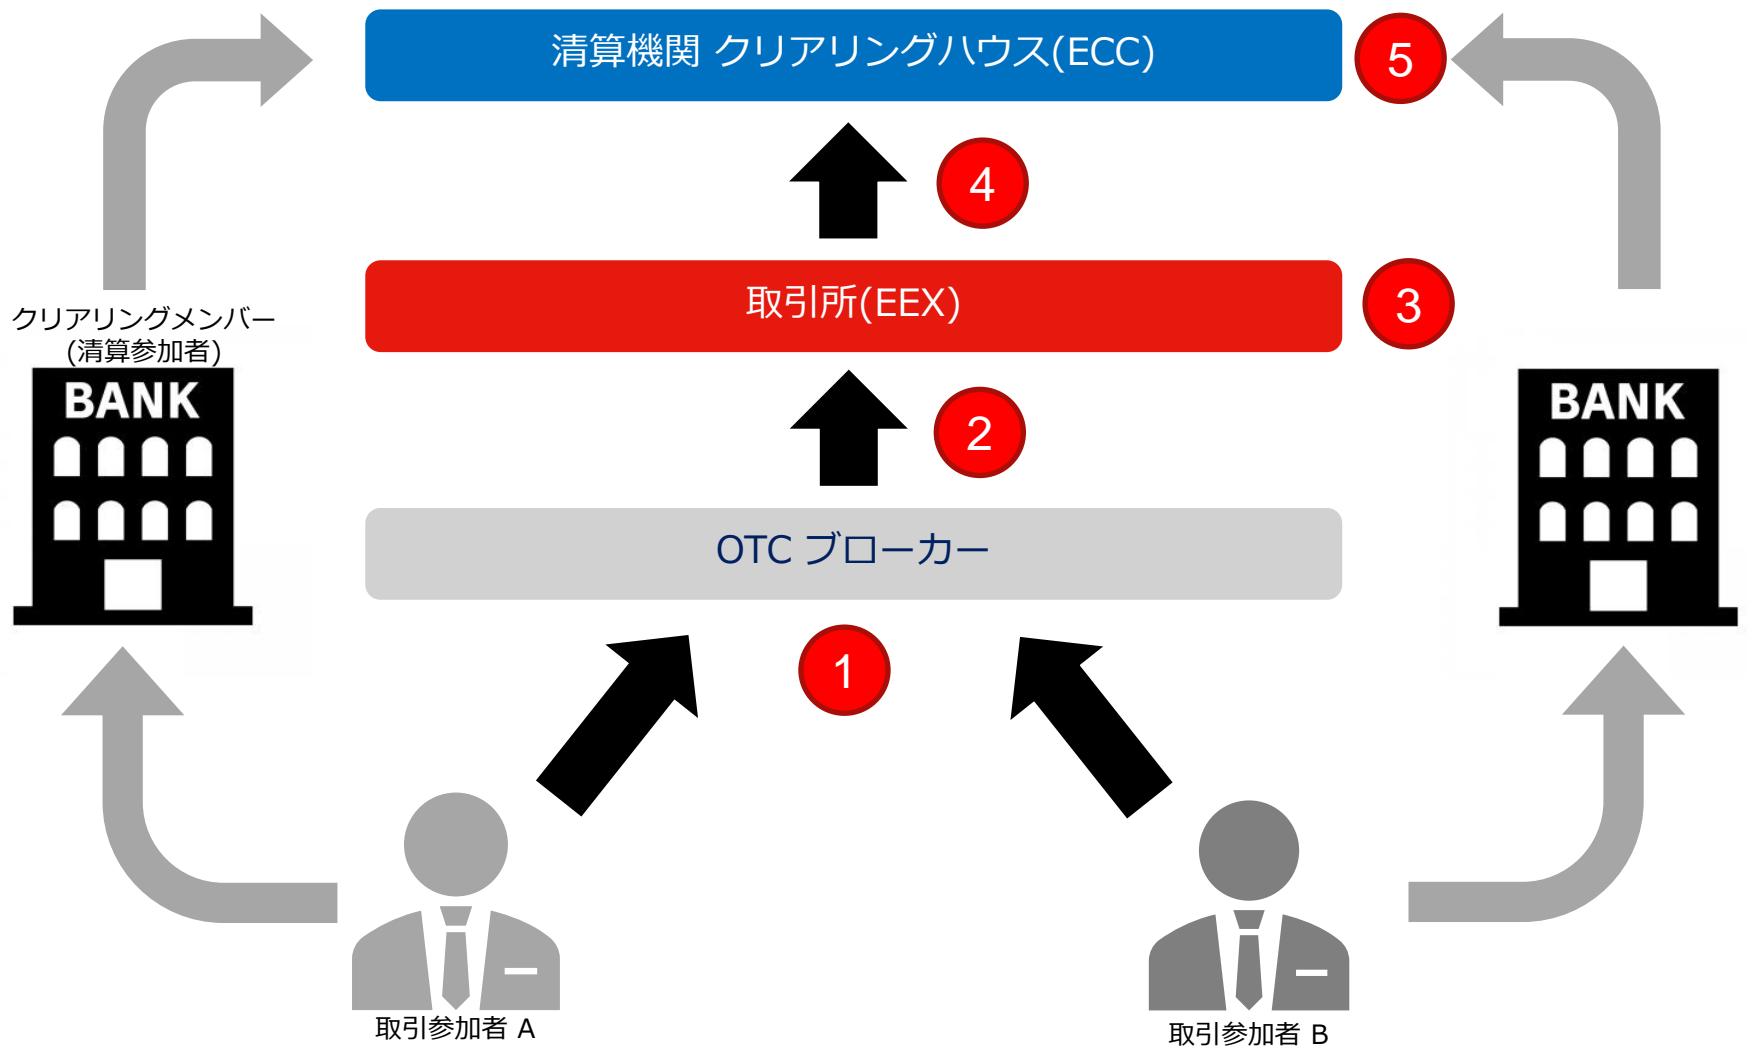 清算機関 クリアリングハウス(ECC)
5
4
取引所(EEX)
3
クリアリングメンバー
(清算参加者)
BANK
BANK
2
OTC ブローカー
1
取引参加者 A
取引参加者 B